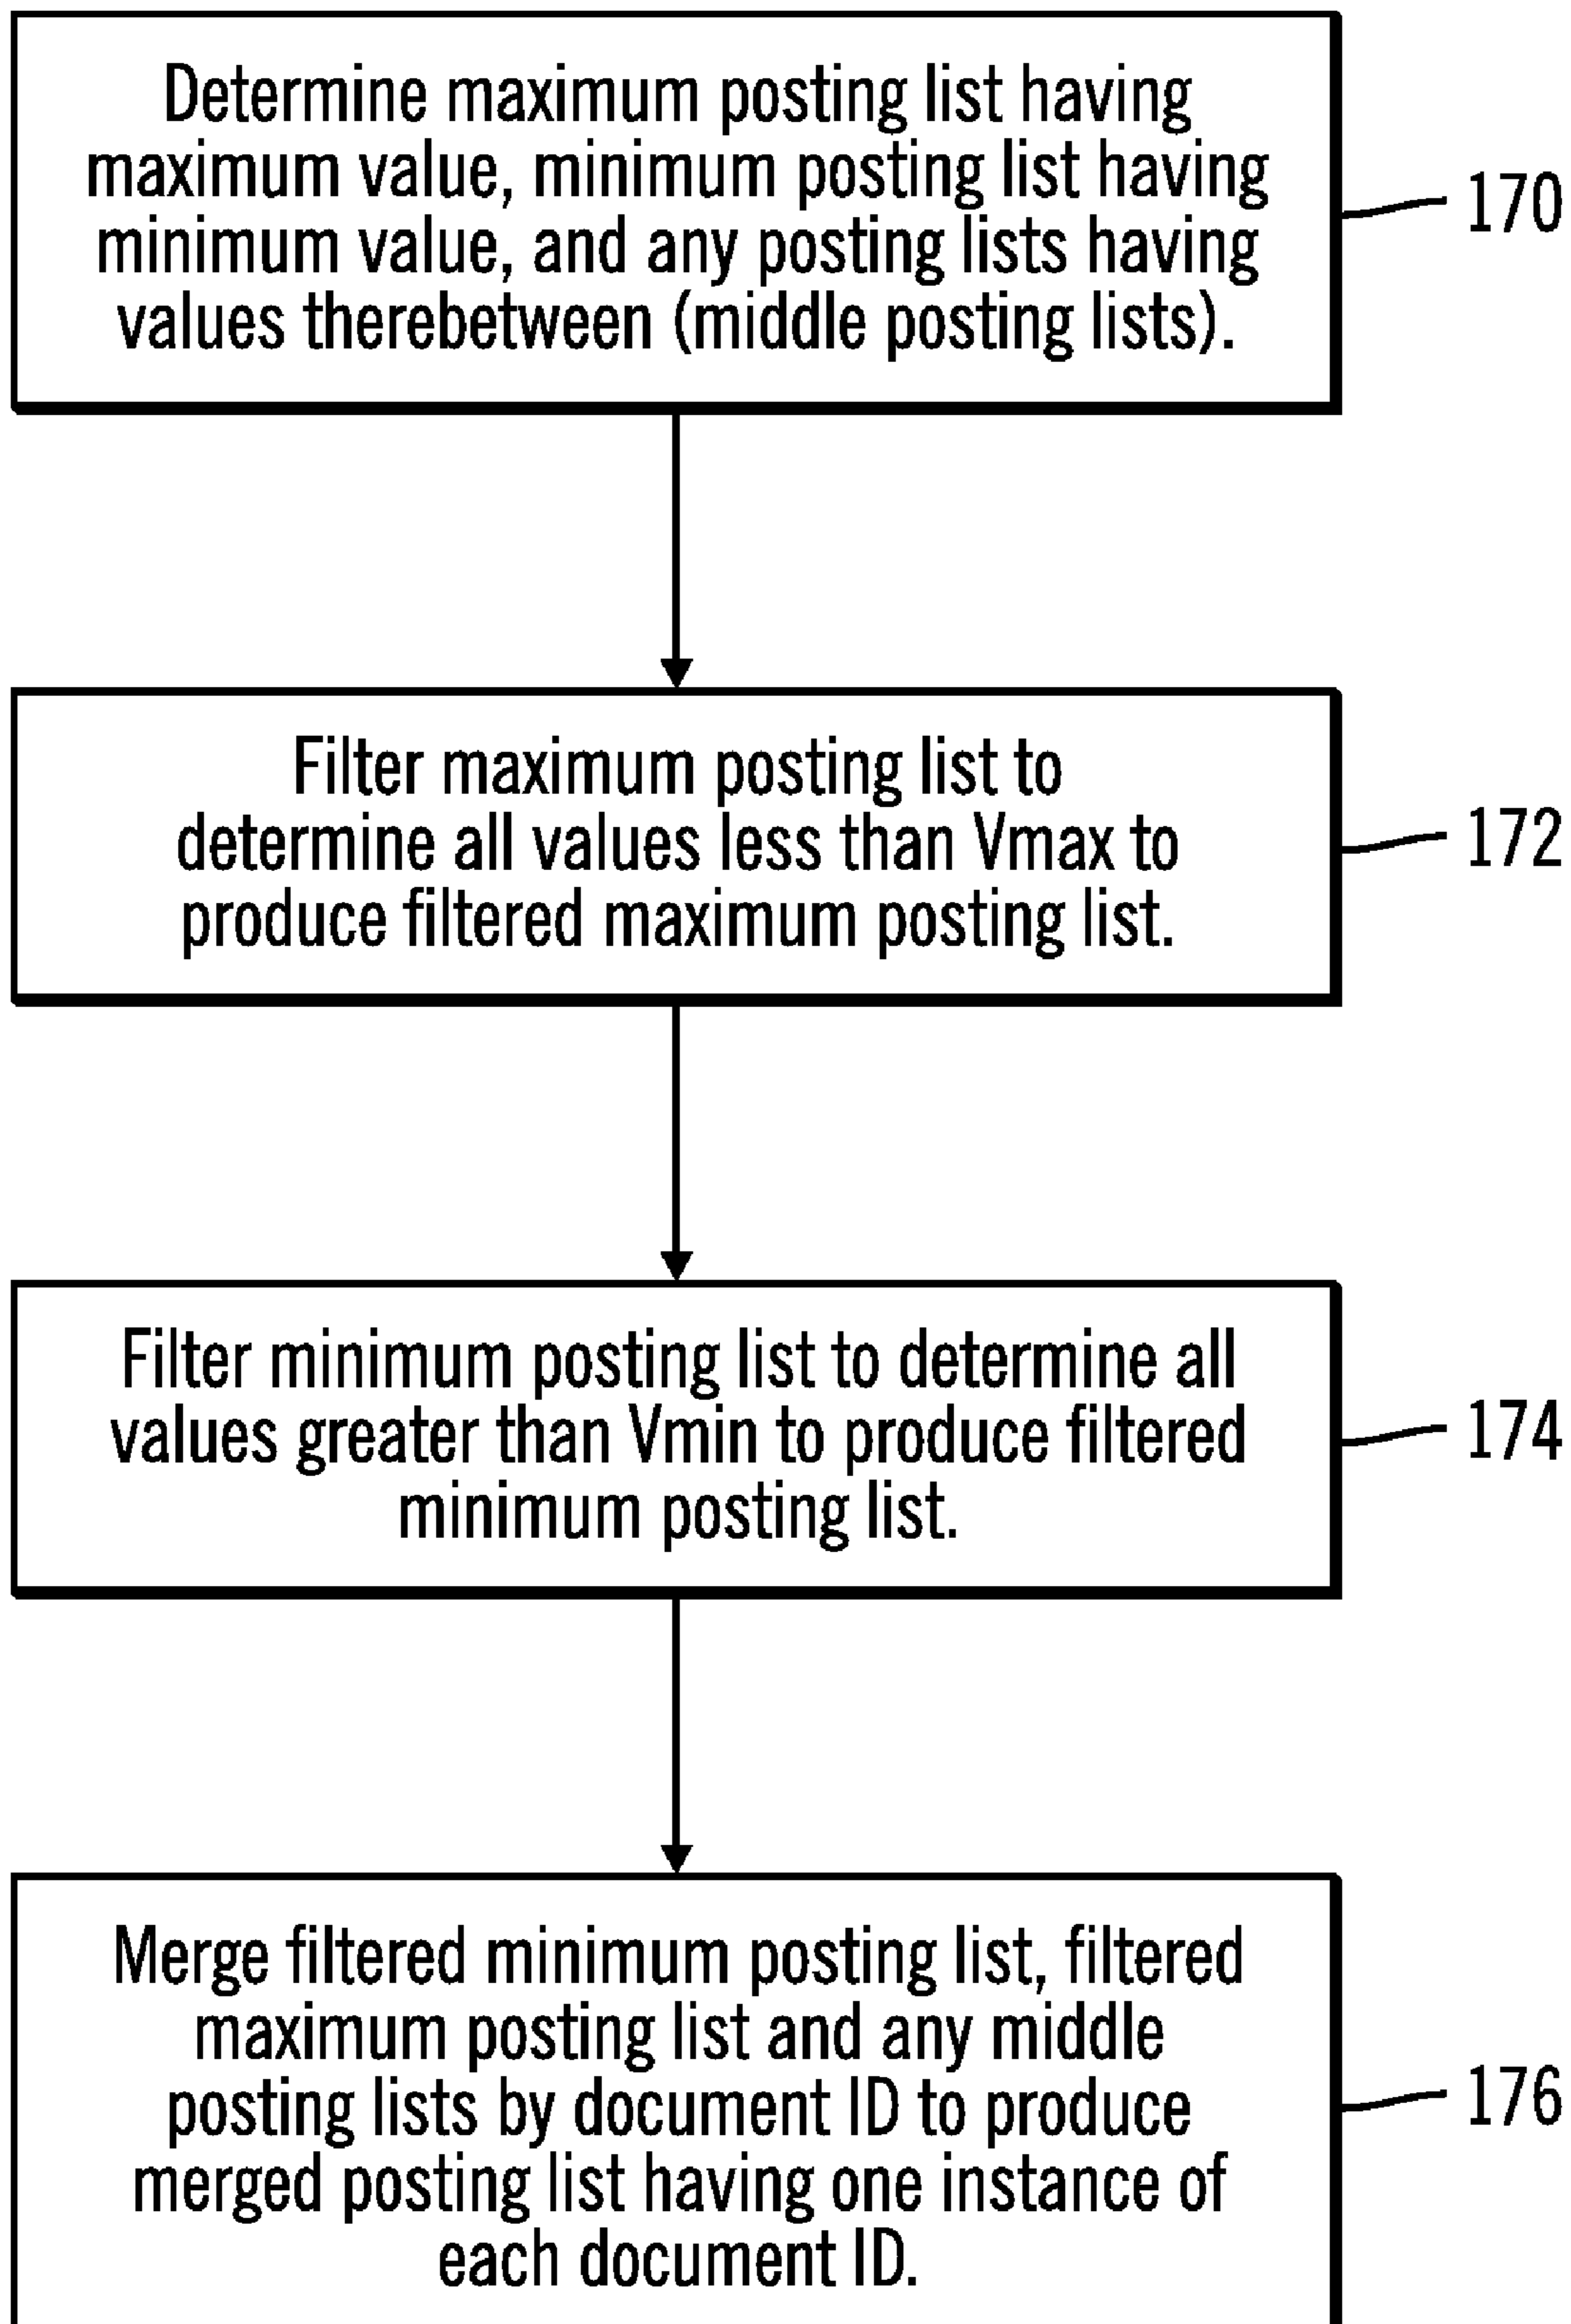 Determine maximum posting list having
maximum value, minimum posting list having
minimum value, and any posting lists having
values therebetween (middle posting lists).
170
Filter maximum posting list to
determine all values less than Vmax to
produce filtered maximum posting list.
172
Filter minimum posting list to determine all
values greater than Vmin to produce filtered
minimum posting list.
174
Merge filtered minimum posting list, filtered
maximum posting list and any middle
posting lists by document ID to produce
merged posting list having one instance of
each document ID.
176